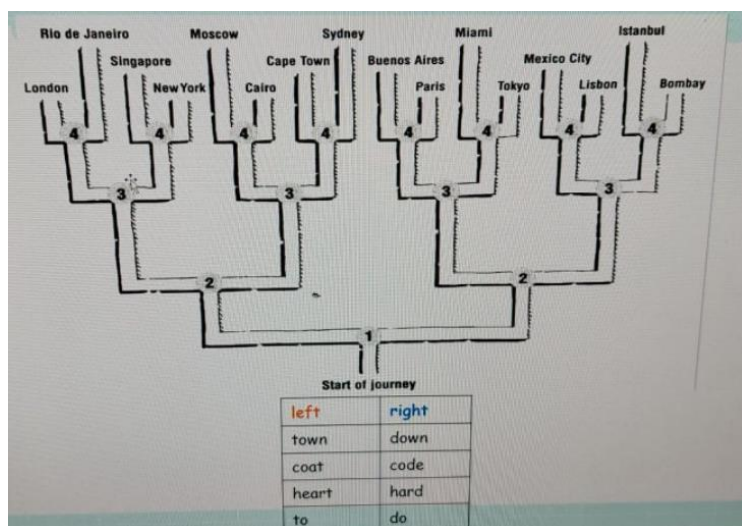 Rio de Janeiro Moscow Sydney Miami Istanbul
Singapore Cape Town Buenos Aires Mexico City
London New York Cairo Paris Tokyo Lisbon Bombay
4 4 4 4 4 4 4 4
3 3 3 3
2 2
1
Start of journey
left right
town down
coat code
heart hard
to do